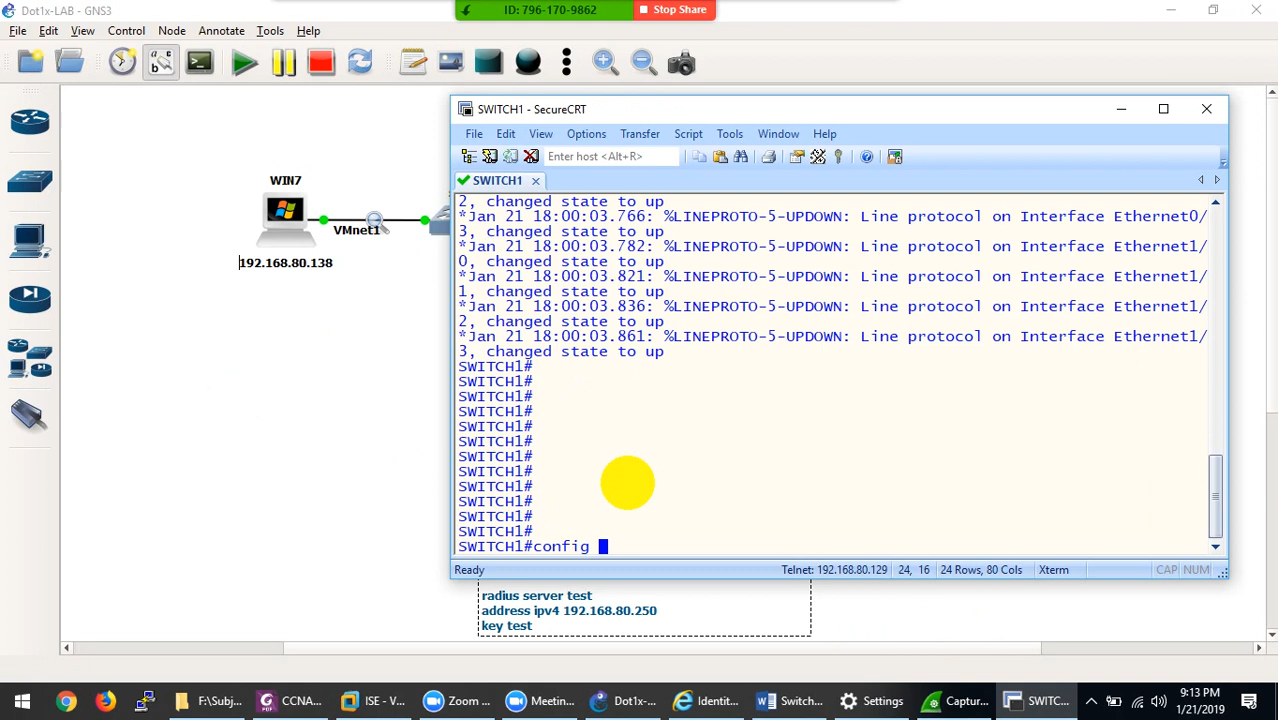 Dot1x-LAB - GNS3
ID: 796-170-9862
Stop Share
File Edit View Control Node Annotate Tools Help
SWITCH1 - SecureCRT
File Edit View Options Transfer Script Tools Window Help
Enter host <Alt+R>
SWITCH1
WIN7
VMnet1
192.168.80.138
2, changed state to up
*Jan 21 18:00:03.766: %LINEPROTO-5-UPDOWN: Line protocol on Interface Ethernet0/
3, changed state to up
*Jan 21 18:00:03.782: %LINEPROTO-5-UPDOWN: Line protocol on Interface Ethernet1/
0, changed state to up
*Jan 21 18:00:03.821: %LINEPROTO-5-UPDOWN: Line protocol on Interface Ethernet1/
1, changed state to up
*Jan 21 18:00:03.836: %LINEPROTO-5-UPDOWN: Line protocol on Interface Ethernet1/
2, changed state to up
*Jan 21 18:00:03.861: %LINEPROTO-5-UPDOWN: Line protocol on Interface Ethernet1/
3, changed state to up
SWITCH1#
SWITCH1#
SWITCH1#
SWITCH1#
SWITCH1#
SWITCH1#
SWITCH1#
SWITCH1#
SWITCH1#
SWITCH1#
SWITCH1#
SWITCH1#
SWITCH1#config
Ready Telnet: 192.168.80.129 24, 16 24 Rows, 80 Cols Xterm CAP NUM
radius server test
address ipv4 192.168.80.250
key test
F:\Subj... CCNA... ISE - V... Zoom ... Meetin... Dot1x-... Identit... Switch... Settings Captur... SWITC...
9:13 PM
1/21/2019